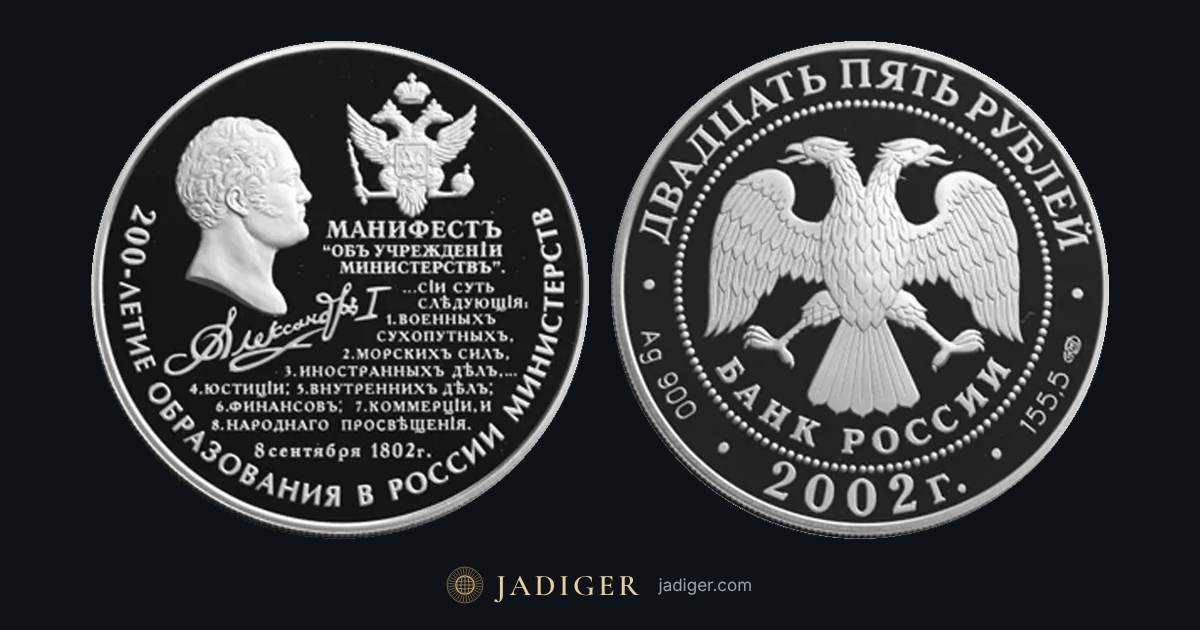 200-ЛЕТИЕ ОБРАЗОВАНИЯ В РОССИИ МИНИСТЕРСТВ
МАНИФЕСТЪ
“ОБЪ УЧРЕЖДЕНIИ
МИНИСТЕРСТВЪ”.
...СIИ СУТЬ
СЛѢДУЮЩIЯ:
1.ВОЕННЫХЪ
СУХОПУТНЫХЪ,
2.МОРСКИХЪ СИЛЪ,
3.ИНОСТРАННЫХЪ ДѢЛЪ,...
4.ЮСТИЦIИ; 5.ВНУТРЕННИХЪ ДѢЛЪ;
6.ФИНАНСОВЪ; 7.КОММЕРЦIИ, И
8.НАРОДНАГО ПРОСВѢЩЕНIЯ.
8 сентября 1802г.
Александръ I
ДВАДЦАТЬ ПЯТЬ РУБЛЕЙ
БАНК РОССИИ
Ag 900
155,5
2002 г.
JADIGER jadiger.com